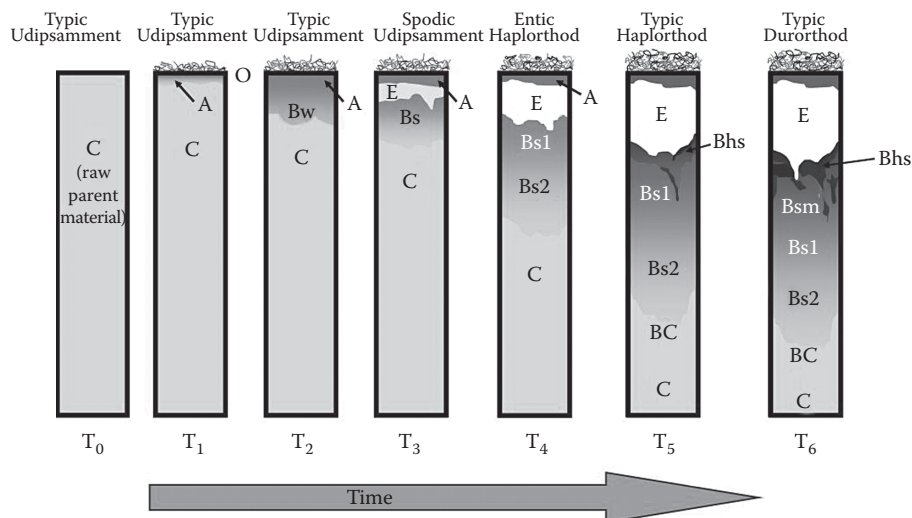 Typic
Udipsamment
Typic
Udipsamment
Typic
Udipsamment
Spodic
Udipsamment
Entic
Haplorthod
Typic
Haplorthod
Typic
Durorthod
C
(raw
parent
material)
T0
A
C
T1
O
A
Bw
C
T2
E
A
Bs
C
T3
A
E
Bs1
Bs2
C
T4
E
Bhs
Bs1
Bs2
BC
C
T5
E
Bhs
Bsm
Bs1
Bs2
BC
C
T6
Time